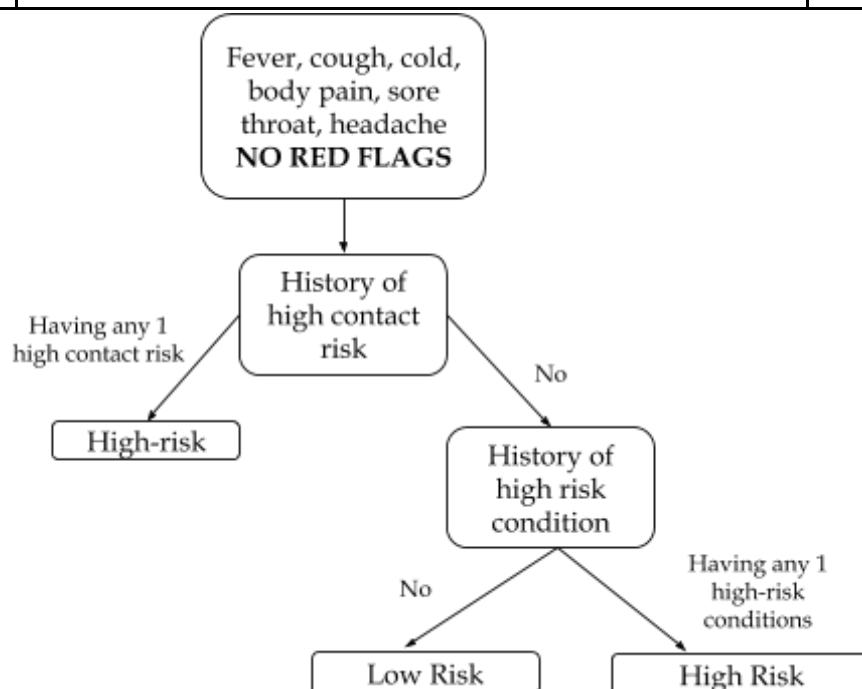 Fever, cough, cold,
body pain, sore
throat, headache
NO RED FLAGS
History of
high contact
risk
Having any 1
high contact risk
No
High-risk
History of
high risk
condition
No
Having any 1
high-risk
conditions
Low Risk
High Risk